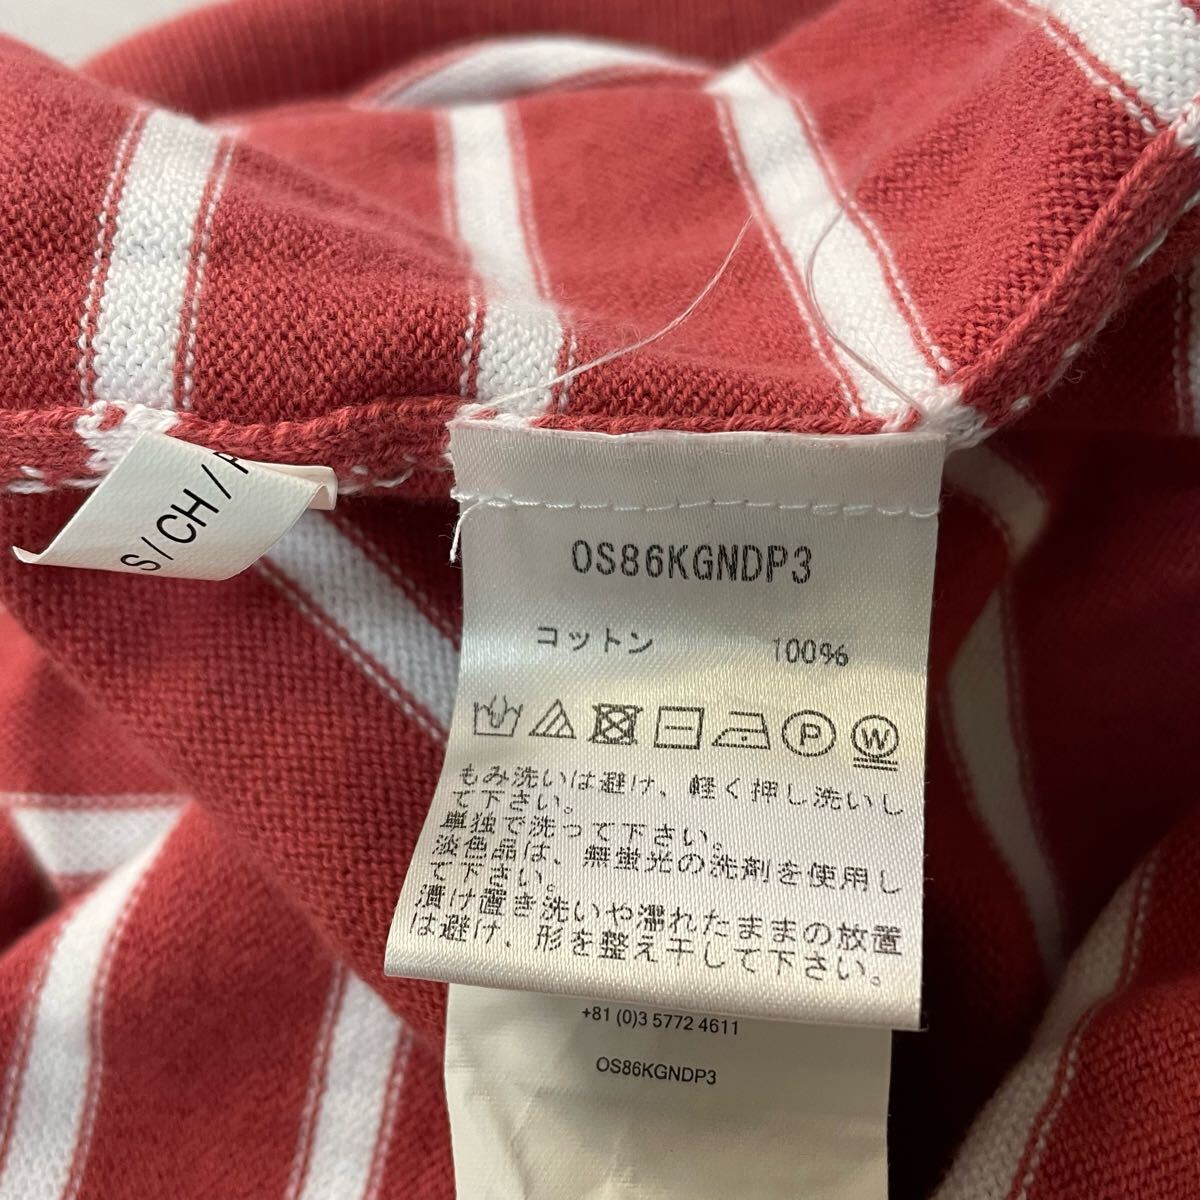 S / CH /
OS86KGNDP3
コットン 100%
P
W
もみ洗いは避け、軽く押し洗いし
て下さい。
単独で洗って下さい。
淡色品は、無蛍光の洗剤を使用し
て下さい。
漬け置き洗いや濡れたままの放置
は避け、形を整え干して下さい。
+81 (0)3 5772 4611
OS86KGNDP3